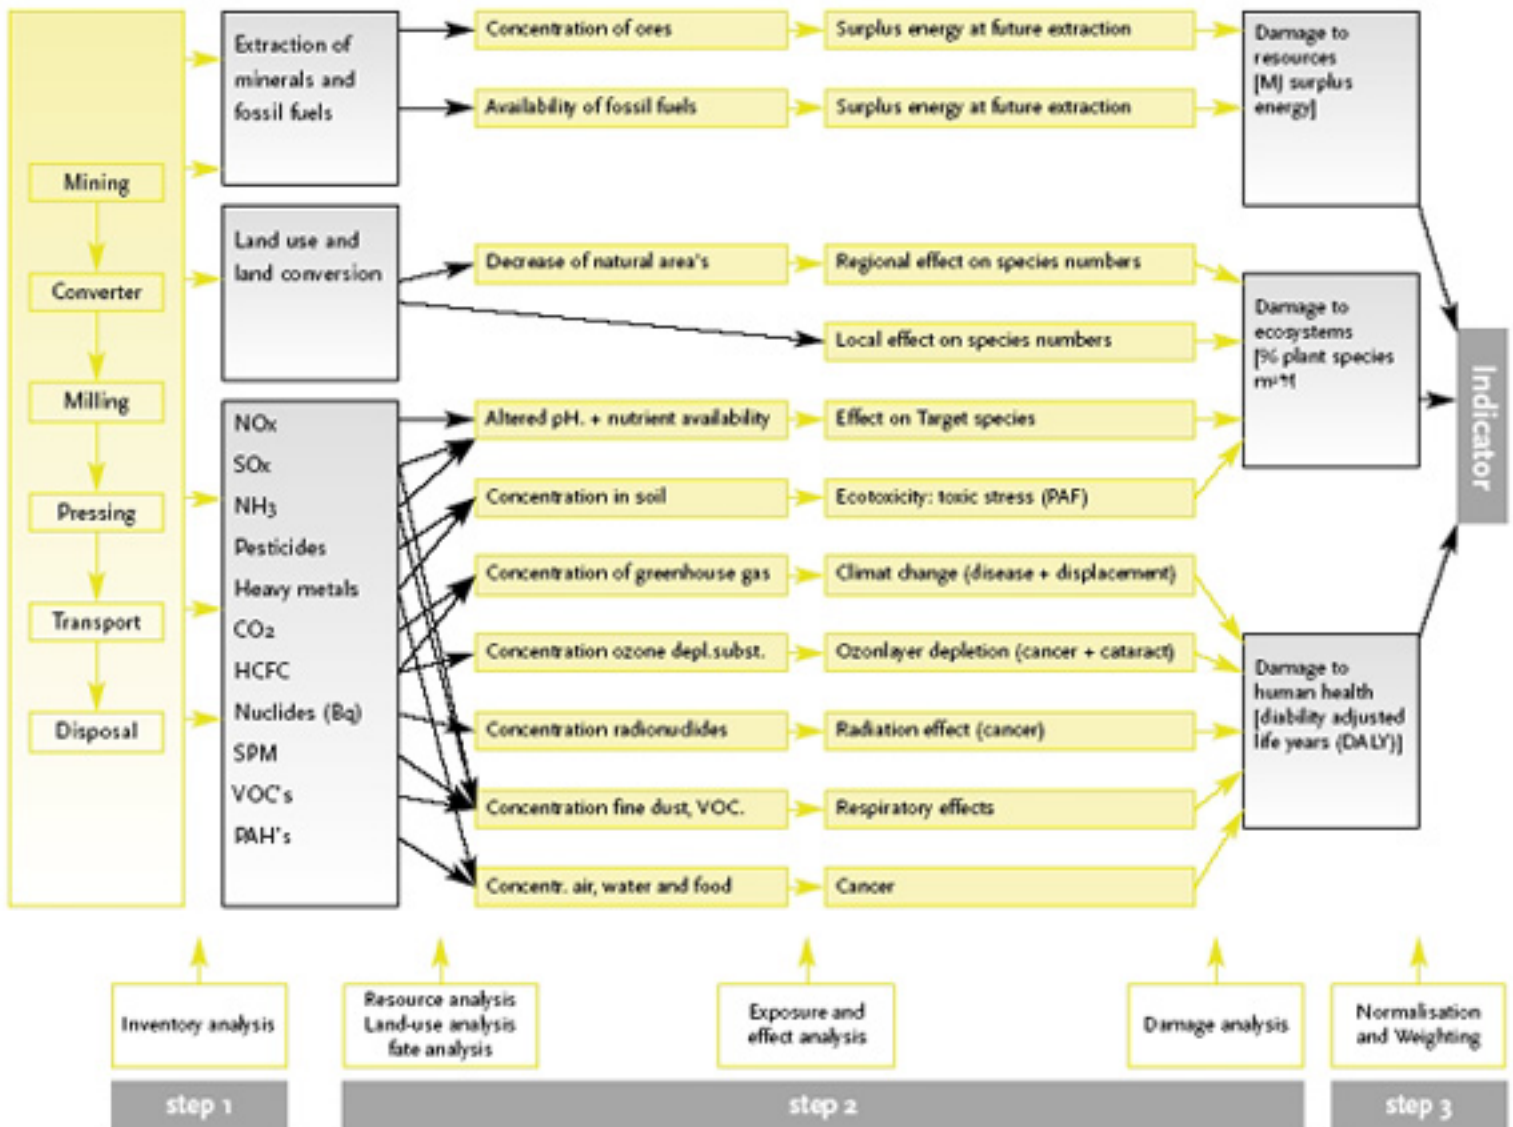 Mining
Converter
Milling
Pressing
Transport
Disposal
Extraction of
minerals and
fossil fuels
Land use and
land conversion
NOx
SOx
NH3
Pesticides
Heavy metals
CO2
HCFC
Nuclides (Bq)
SPM
VOC's
PAH's
Concentration of ores
Availability of fossil fuels
Decrease of natural area's
Altered pH. + nutrient availability
Concentration in soil
Concentration of greenhouse gas
Concentration ozone depl.subst.
Concentration radionuclides
Concentration fine dust, VOC.
Concentr. air, water and food
Surplus energy at future extraction
Surplus energy at future extraction
Regional effect on species numbers
Local effect on species numbers
Effect on Target species
Ecotoxicity: toxic stress (PAF)
Climat change (disease + displacement)
Ozonlayer depletion (cancer + cataract)
Radiation effect (cancer)
Respiratory effects
Cancer
Damage to
resources
[MJ surplus
energy]
Damage to
ecosystems
[% plant species
Damage to
human health
[diability adjusted
life years (DALY)]
Indicator
Inventory analysis
Resource analysis
Land-use analysis
fate analysis
Exposure and
effect analysis
Damage analysis
Normalisation
and Weighting
step 1
step 2
step 3